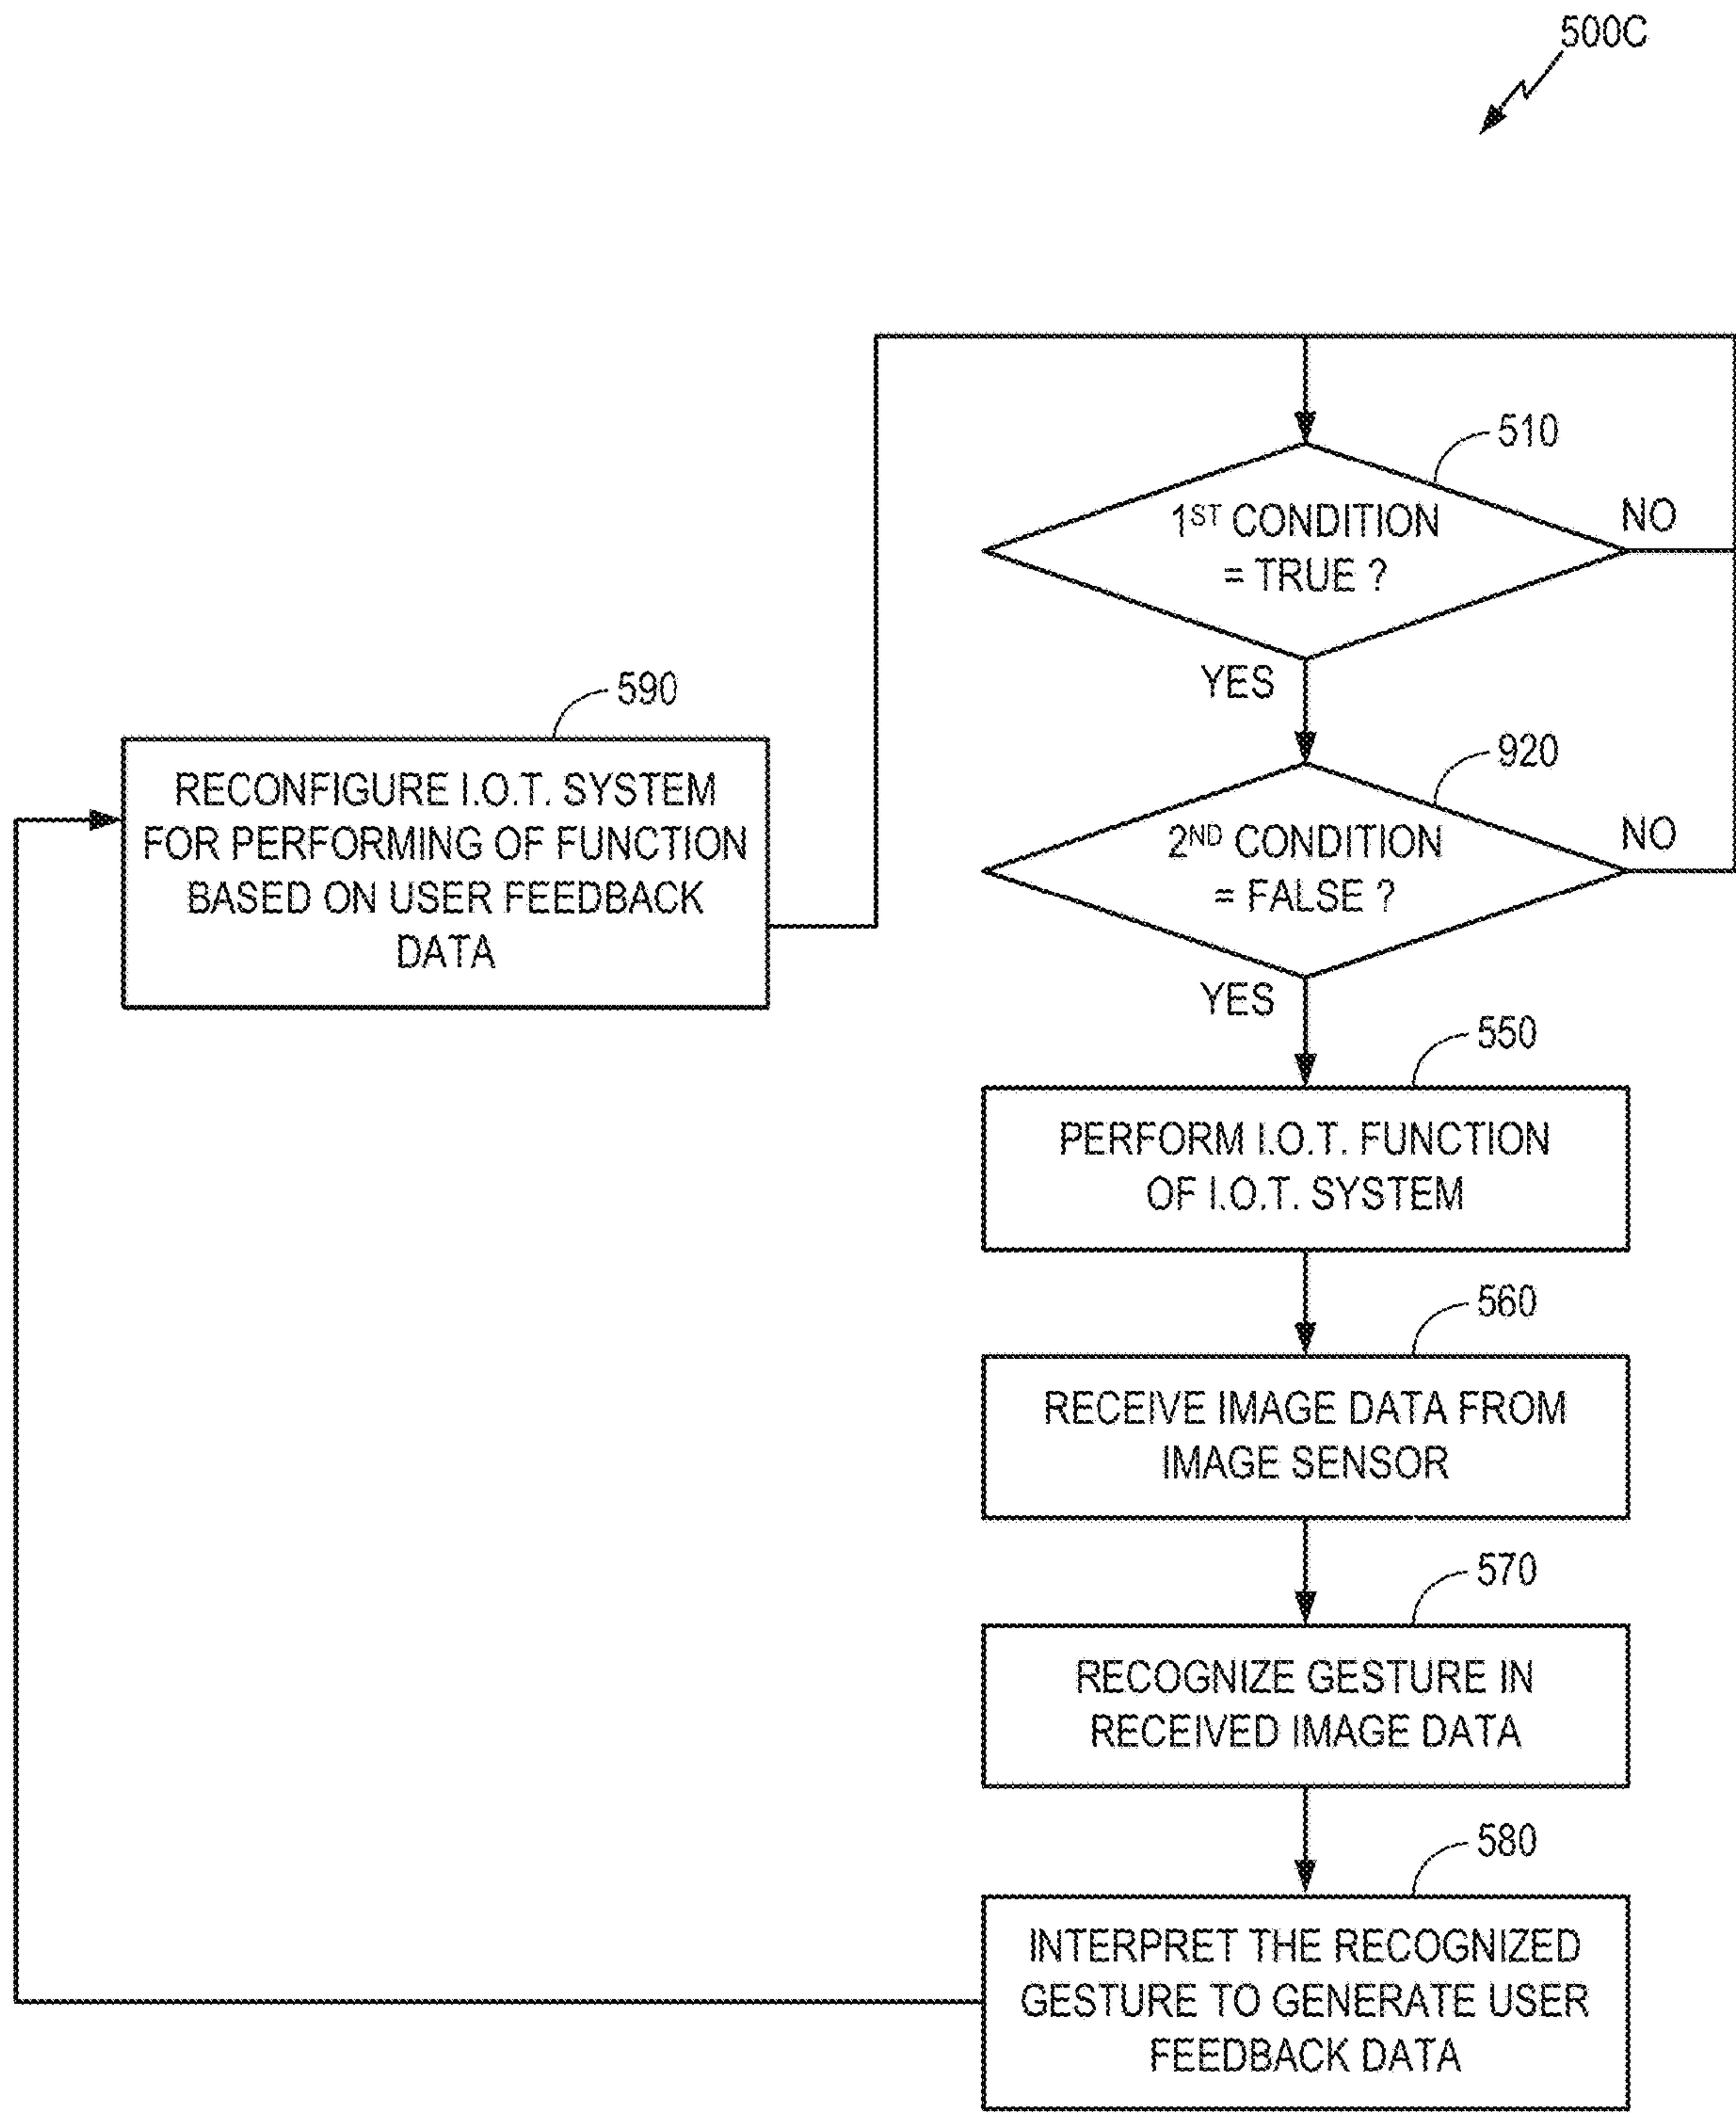 500C
510
1ST CONDITION
= TRUE ?
NO
YES
590
RECONFIGURE I.O.T. SYSTEM
FOR PERFORMING OF FUNCTION
BASED ON USER FEEDBACK
DATA
920
2ND CONDITION
= FALSE ?
NO
YES
550
PERFORM I.O.T. FUNCTION
OF I.O.T. SYSTEM
560
RECEIVE IMAGE DATA FROM
IMAGE SENSOR
570
RECOGNIZE GESTURE IN
RECEIVED IMAGE DATA
580
INTERPRET THE RECOGNIZED
GESTURE TO GENERATE USER
FEEDBACK DATA